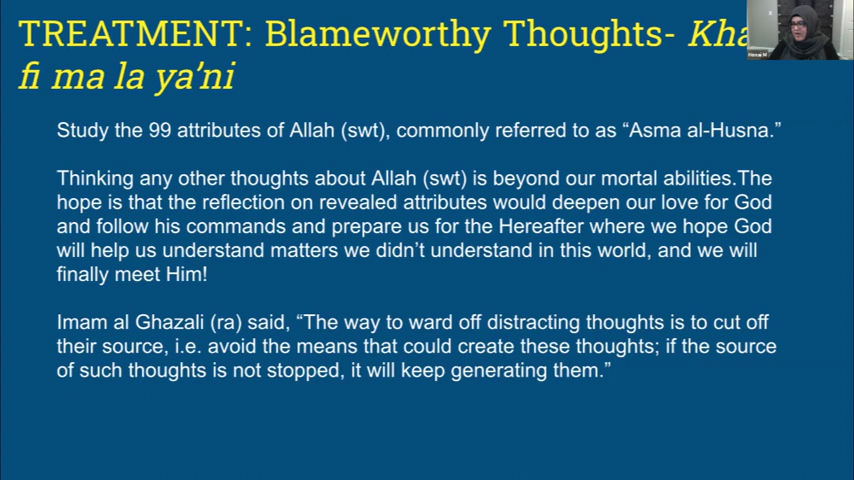 TREATMENT: Blameworthy Thoughts-
fi ma la ya’ni
Study the 99 attributes of Allah (swt), commonly referred to as “Asma al-Husna.”
Thinking any other thoughts about Allah (swt) is beyond our mortal abilities.The
hope is that the reflection on revealed attributes would deepen our love for God
and follow his commands and prepare us for the Hereafter where we hope God
will help us understand matters we didn’t understand in this world, and we will
finally meet Him!
Imam al Ghazali (ra) said, “The way to ward off distracting thoughts is to cut off
their source, i.e. avoid the means that could create these thoughts; if the source
of such thoughts is not stopped, it will keep generating them.”